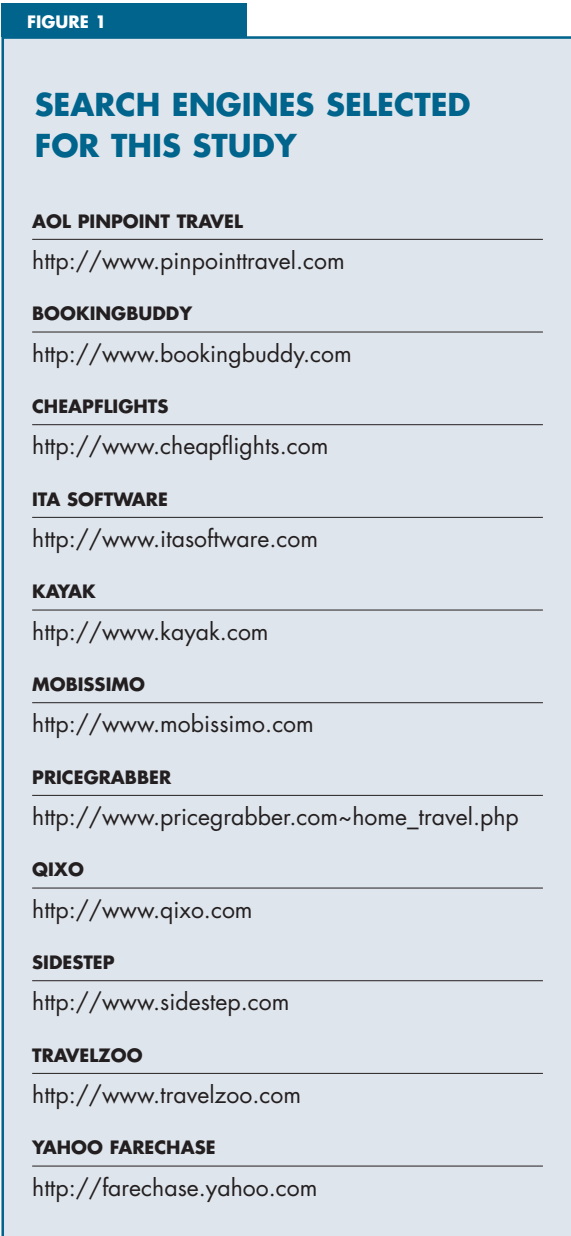 FIGURE 1
SEARCH ENGINES SELECTED
FOR THIS STUDY
AOL PINPOINT TRAVEL
http://www.pinpointtravel.com
BOOKINGBUDDY
http://www.bookingbuddy.com
CHEAPFLIGHTS
http://www.cheapflights.com
ITA SOFTWARE
http://www.itasoftware.com
KAYAK
http://www.kayak.com
MOBISSIMO
http://www.mobissimo.com
PRICEGRABBER
http://www.pricegrabber.com~home_travel.php
QIXO
http://www.qixo.com
SIDESTEP
http://www.sidestep.com
TRAVELZOO
http://www.travelzoo.com
YAHOO FARECHASE
http://farechase.yahoo.com